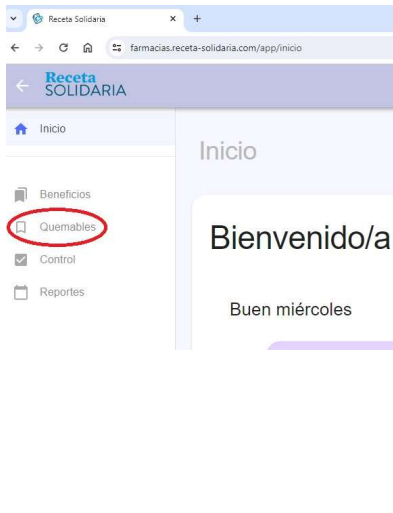 Receta Solidaria
farmacias.receta-solidaria.com/app/inicio
Receta
SOLIDARIA
Inicio
Inicio
Beneficios
Quemables
Control
Reportes
Bienvenido/a
Buen miércoles